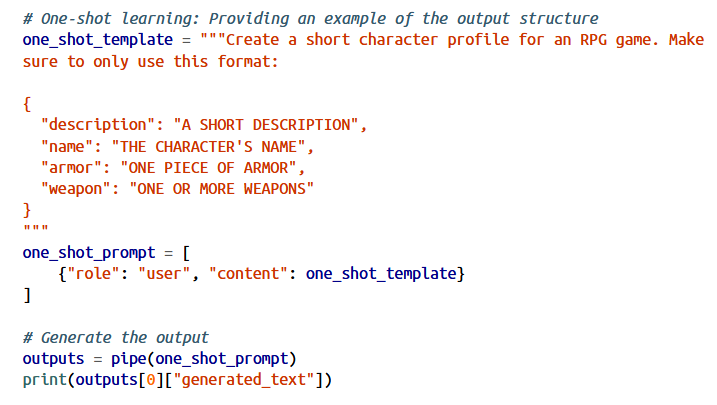 # One-shot learning: Providing an example of the output structure
one_shot_template = """Create a short character profile for an RPG game. Make
sure to only use this format:

{
  "description": "A SHORT DESCRIPTION",
  "name": "THE CHARACTER'S NAME",
  "armor": "ONE PIECE OF ARMOR",
  "weapon": "ONE OR MORE WEAPONS"
}
"""
one_shot_prompt = [
    {"role": "user", "content": one_shot_template}
]

# Generate the output
outputs = pipe(one_shot_prompt)
print(outputs[0]["generated_text"])